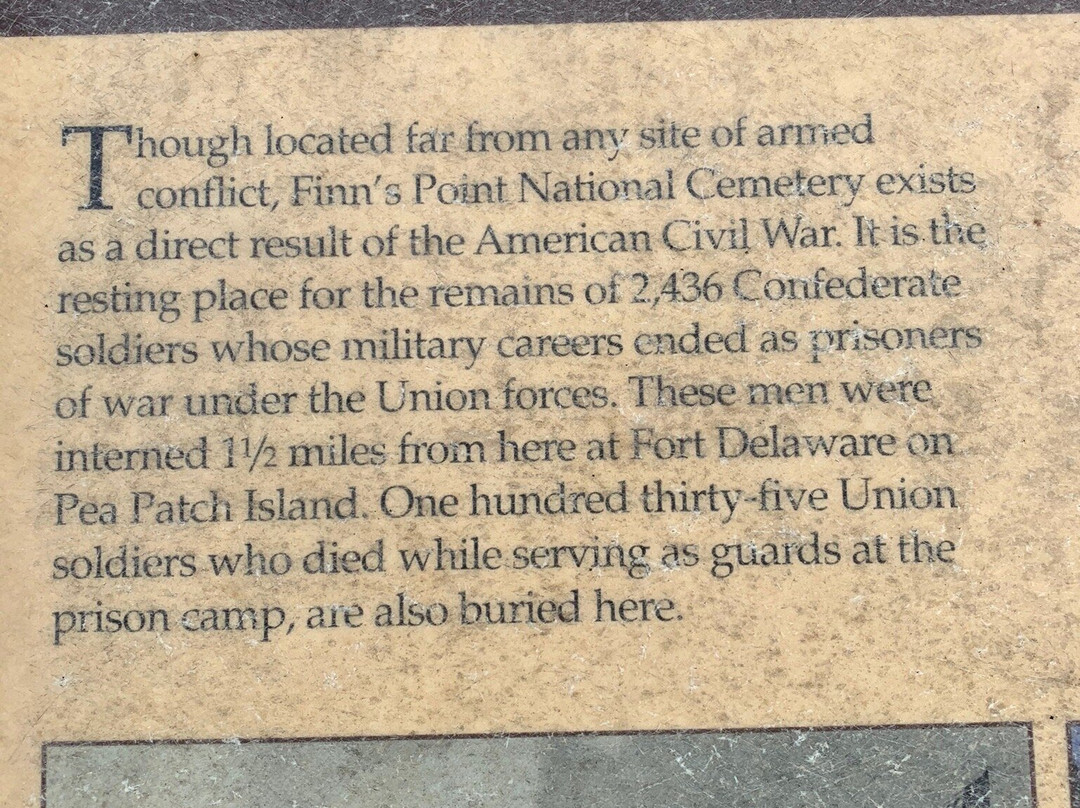 Though located far from any site of armed
conflict, Finn's Point National Cemetery exists
as a direct result of the American Civil War. It is the
resting place for the remains of 2,436 Confederate
soldiers whose military careers ended as prisoners
of war under the Union forces. These men were
interned 1½ miles from here at Fort Delaware on
Pea Patch Island. One hundred thirty-five Union
soldiers who died while serving as guards at the
prison camp, are also buried here.